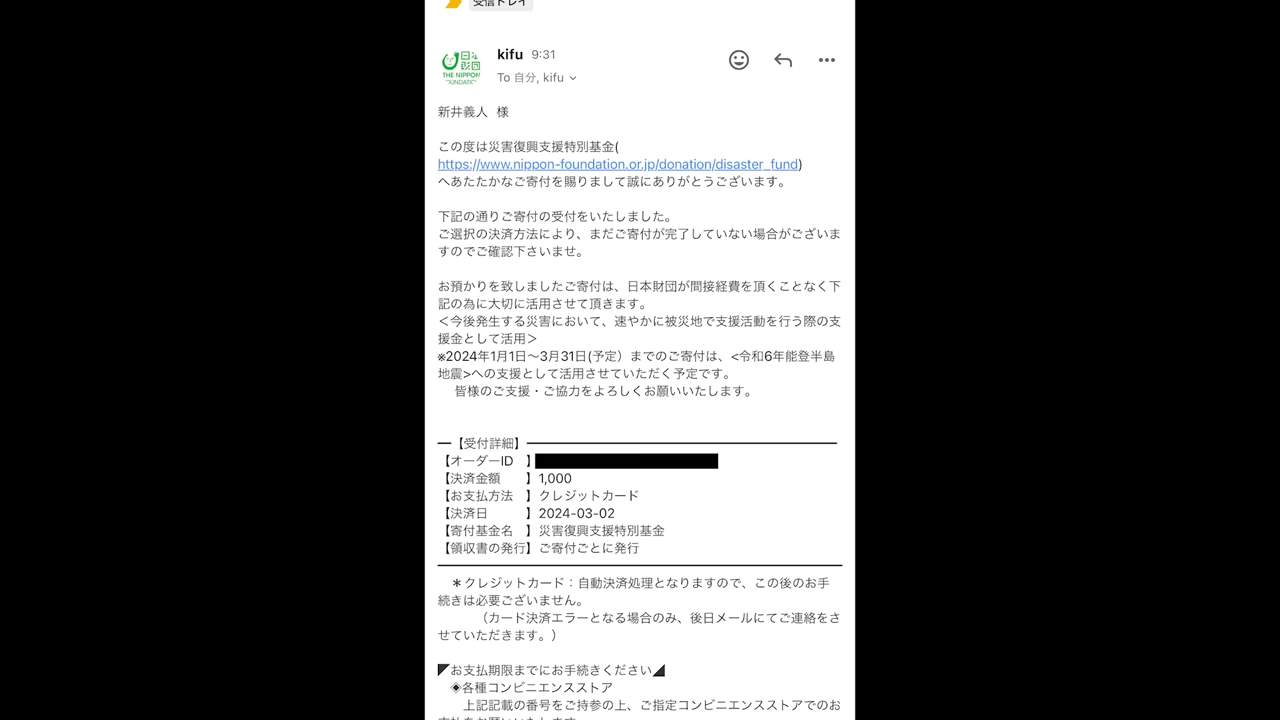 受信トレイ
kifu 9:31
To 自分, kifu
THE NIPPON
新井義人 様
この度は災害復興支援特別基金(
https://www.nippon-foundation.or.jp/donation/disaster_fund)
へあたたかなご寄付を賜りまして誠にありがとうございます。
下記の通りご寄付の受付をいたしました。
ご選択の決済方法により、まだご寄付が完了していない場合がございま
すのでご確認下さいませ。
お預かりを致しましたご寄付は、日本財団が間接経費を頂くことなく下
記の為に大切に活用させて頂きます。
＜今後発生する災害において、速やかに被災地で支援活動を行う際の支
援金として活用＞
※2024年1月1日〜3月31日(予定）までのご寄付は、<令和6年能登半島
地震>への支援として活用させていただく予定です。
皆様のご支援・ご協力をよろしくお願いいたします。
【受付詳細】
【オーダーID 】
【決済金額 】1,000
【お支払方法 】クレジットカード
【決済日 】2024-03-02
【寄付基金名 】災害復興支援特別基金
【領収書の発行】ご寄付ごとに発行
＊クレジットカード：自動決済処理となりますので、この後のお手
続きは必要ございません。
（カード決済エラーとなる場合のみ、後日メールにてご連絡をさ
せていただきます。）
◤お支払期限までにお手続きください◢
◈各種コンビニエンスストア
上記記載の番号をご持参の上、ご指定コンビニエンスストアでのお